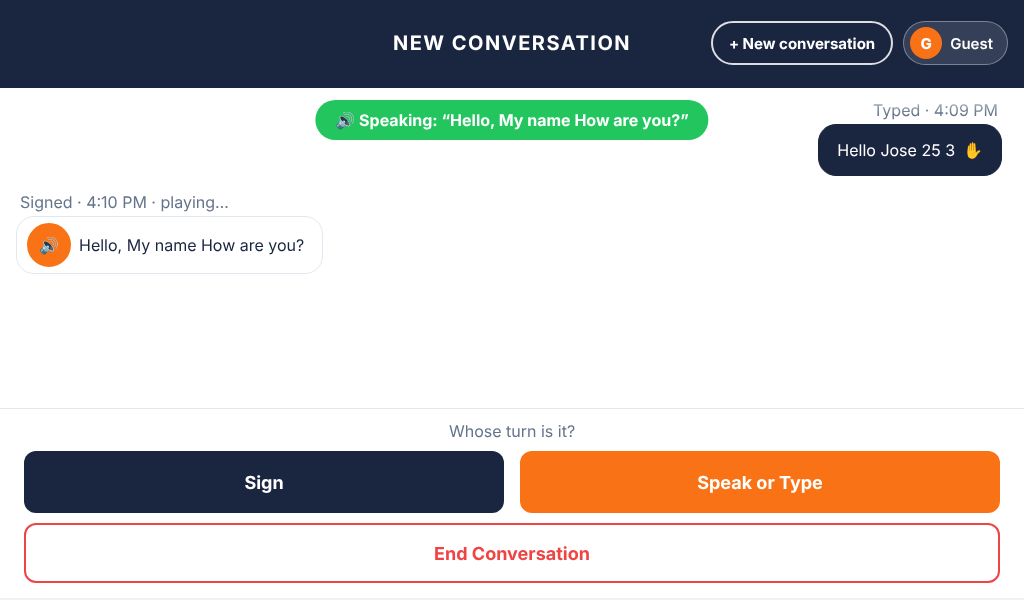 NEW CONVERSATION
+ New conversation
G
Guest
🔊 Speaking: “Hello, My name How are you?”
Typed · 4:09 PM
Hello Jose 25 3 ✋
Signed · 4:10 PM · playing...
🔊 Hello, My name How are you?
Whose turn is it?
Sign
Speak or Type
End Conversation